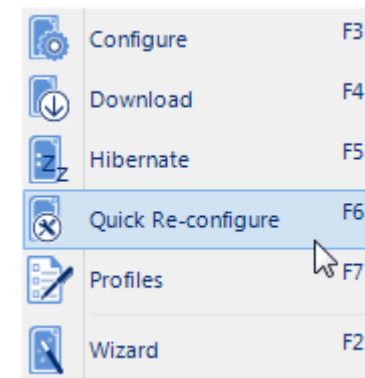 Configure F3
Download F4
Hibernate F5
Quick Re-configure F6
Profiles F7
Wizard F2